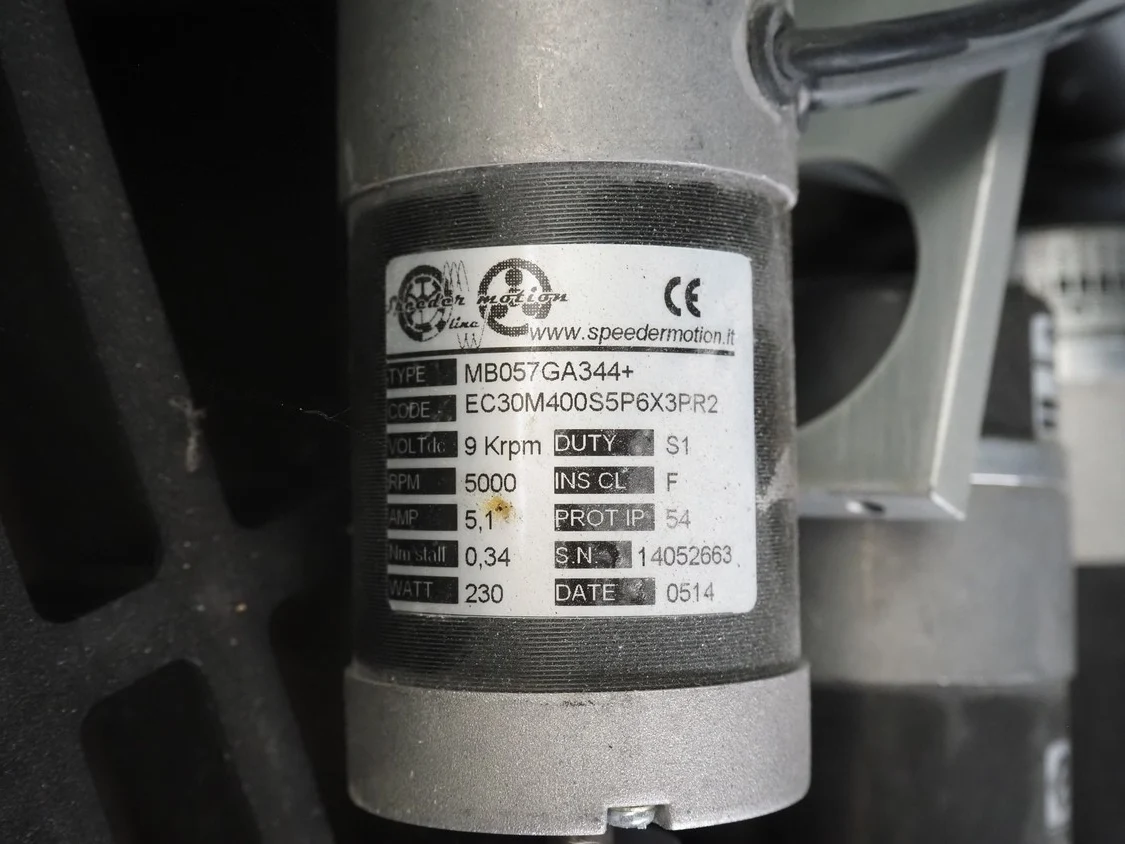 Speeder motion
line
www.speedermotion.it
CE
TYPE MB057GA344+
CODE EC30M400S5P6X3PR2
VOLTdc 9 Krpm DUTY S1
RPM 5000 INS CL F
AMP 5,1 PROT IP 54
Nm stall 0,34 S.N. 14052663
WATT 230 DATE 0514